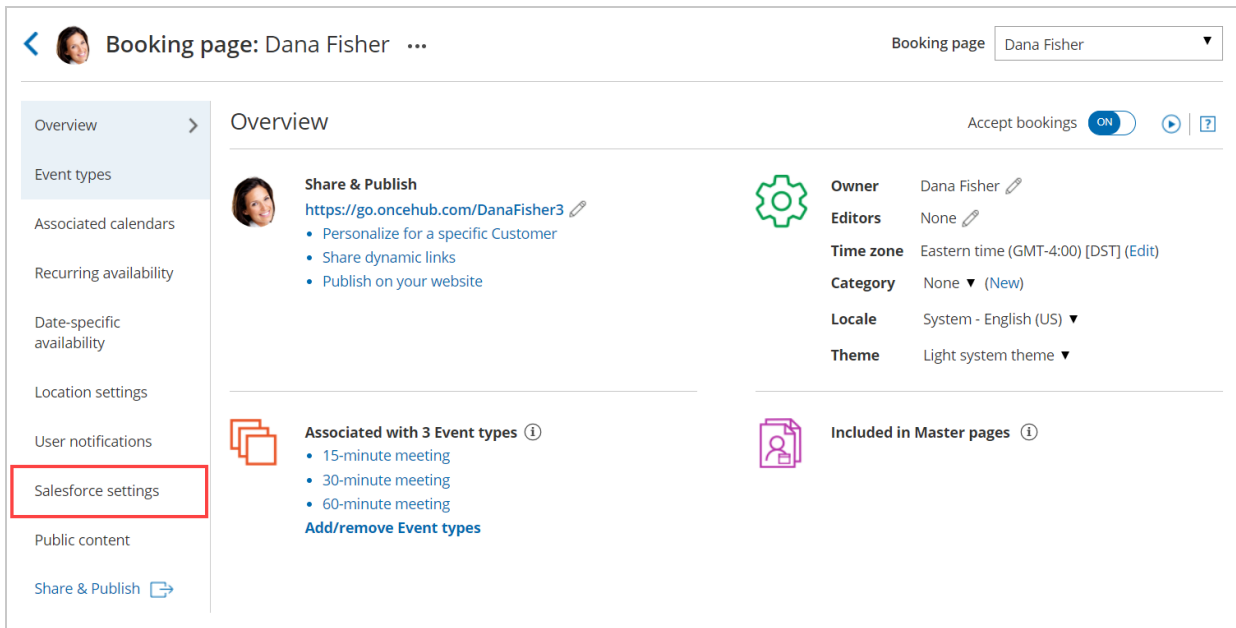 Booking page: Dana Fisher ...
Booking page Dana Fisher ▼
Overview
Event types
Associated calendars
Recurring availability
Date-specific
availability
Location settings
User notifications
Salesforce settings
Public content
Share & Publish
Overview
Accept bookings ON
?
Share & Publish
https://go.oncehub.com/DanaFisher3
• Personalize for a specific Customer
• Share dynamic links
• Publish on your website
Owner Dana Fisher
Editors None
Time zone Eastern time (GMT-4:00) [DST] (Edit)
Category None ▼ (New)
Locale System - English (US) ▼
Theme Light system theme ▼
Associated with 3 Event types i
• 15-minute meeting
• 30-minute meeting
• 60-minute meeting
Add/remove Event types
Included in Master pages i